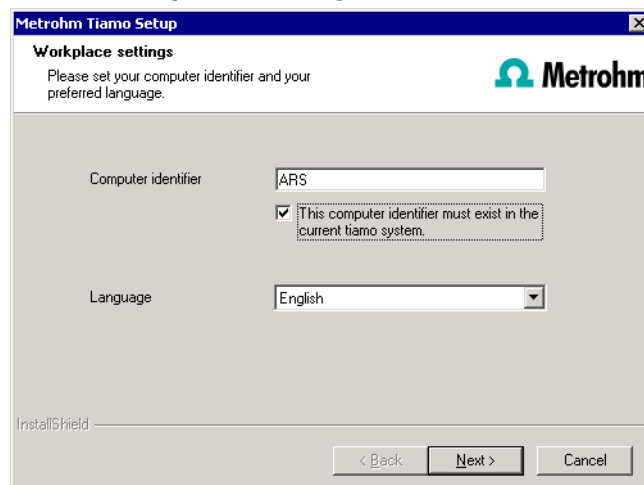 Metrohm Tiamo Setup
Workplace settings
Please set your computer identifier and your
preferred language.
Metrohm
Computer identifier
ARS
This computer identifier must exist in the
current tiamo system.
Language
English
InstallShield
< Back
Next >
Cancel